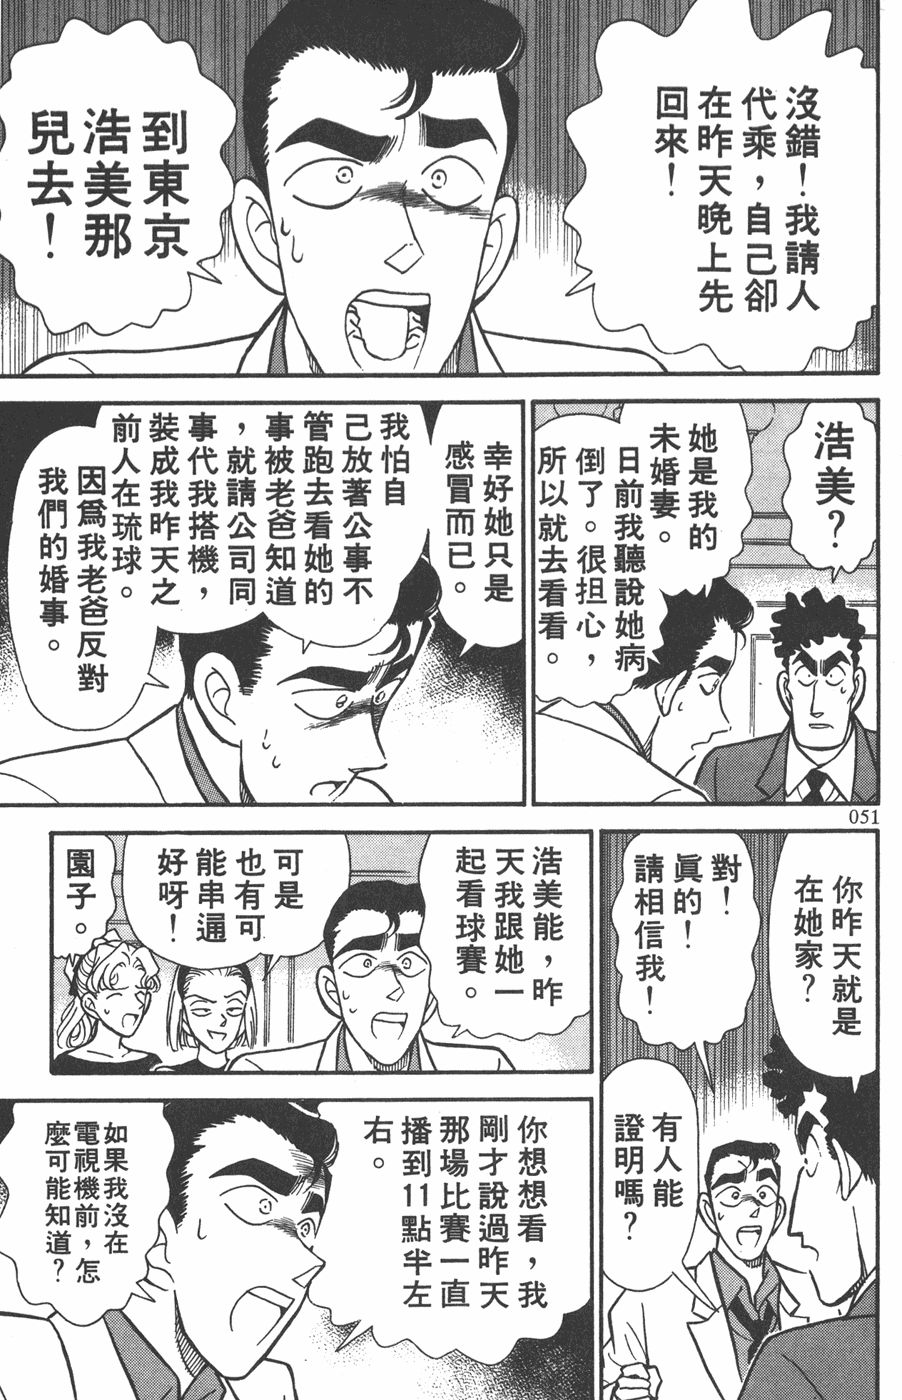 沒錯！我請人
代乘，自己卻
在昨天晚上先
回來！
到東京
浩美那
兒去！
浩美？
她是我的
未婚妻。
日前我聽說她病
倒了。很担心，
所以就去看看。
幸好她只是
感冒而已。
我怕自
己放著公事不
管跑去看她的
事被老爸知道
，就請公司同
事代我搭機，
裝成我昨天之
前人在琉球。
因爲我老爸反對
我們的婚事。
051
你昨天就是
在她家？
對！
眞的！
請相信我！
有人能
證明嗎？
浩美能，昨
天我跟她一
起看球賽。
可是
也有可
能串通
好呀！
園子。
你想想看，我
剛才說過昨天
那場比賽一直
播到11點半左
右。
如果我沒在
電視機前，怎
麼可能知道？